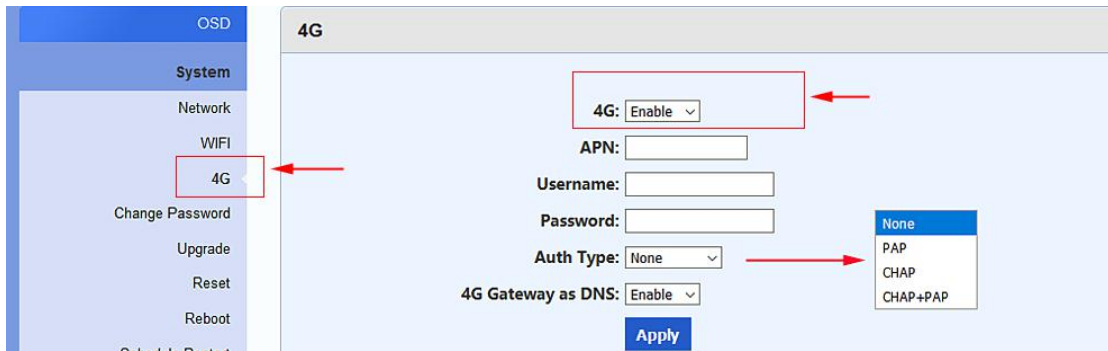 OSD
System
Network
WIFI
4G
Change Password
Upgrade
Reset
Reboot
4G
4G: Enable
APN:
Username:
Password:
Auth Type: None
4G Gateway as DNS: Enable
Apply
None
PAP
CHAP
CHAP+PAP